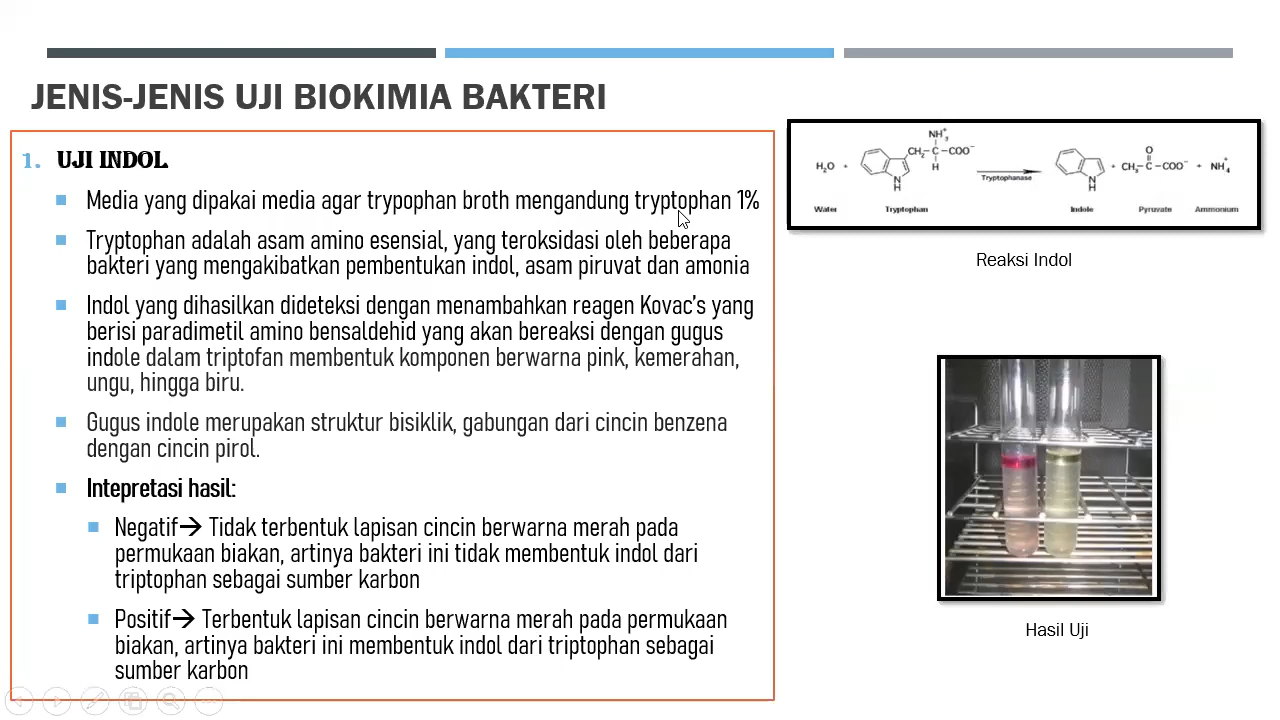 JENIS-JENIS UJI BIOKIMIA BAKTERI
1. UJI INDOL
Media yang dipakai media agar trypophan broth mengandung tryptophan 1%
Tryptophan adalah asam amino esensial, yang teroksidasi oleh beberapa
bakteri yang mengakibatkan pembentukan indol, asam piruvat dan amonia
Indol yang dihasilkan dideteksi dengan menambahkan reagen Kovac's yang
berisi paradimetil amino bensaldehid yang akan bereaksi dengan gugus
indole dalam triptofan membentuk komponen berwarna pink, kemerahan,
ungu, hingga biru.
Gugus indole merupakan struktur bisiklik, gabungan dari cincin benzena
dengan cincin pirol.
Intepretasi hasil:
Negatif→ Tidak terbentuk lapisan cincin berwarna merah pada
permukaan biakan, artinya bakteri ini tidak membentuk indol dari
triptophan sebagai sumber karbon
Positif→ Terbentuk lapisan cincin berwarna merah pada permukaan
biakan, artinya bakteri ini membentuk indol dari triptophan sebagai
sumber karbon
NH₃⁺
CH₂-C-COO⁻
H
N
H
H₂O +
Tryptophanase
N
H
O
+ CH₃-C-COO⁻ + NH₄⁺
Water Tryptophan Indole Pyruvate Ammonium
Reaksi Indol
Hasil Uji